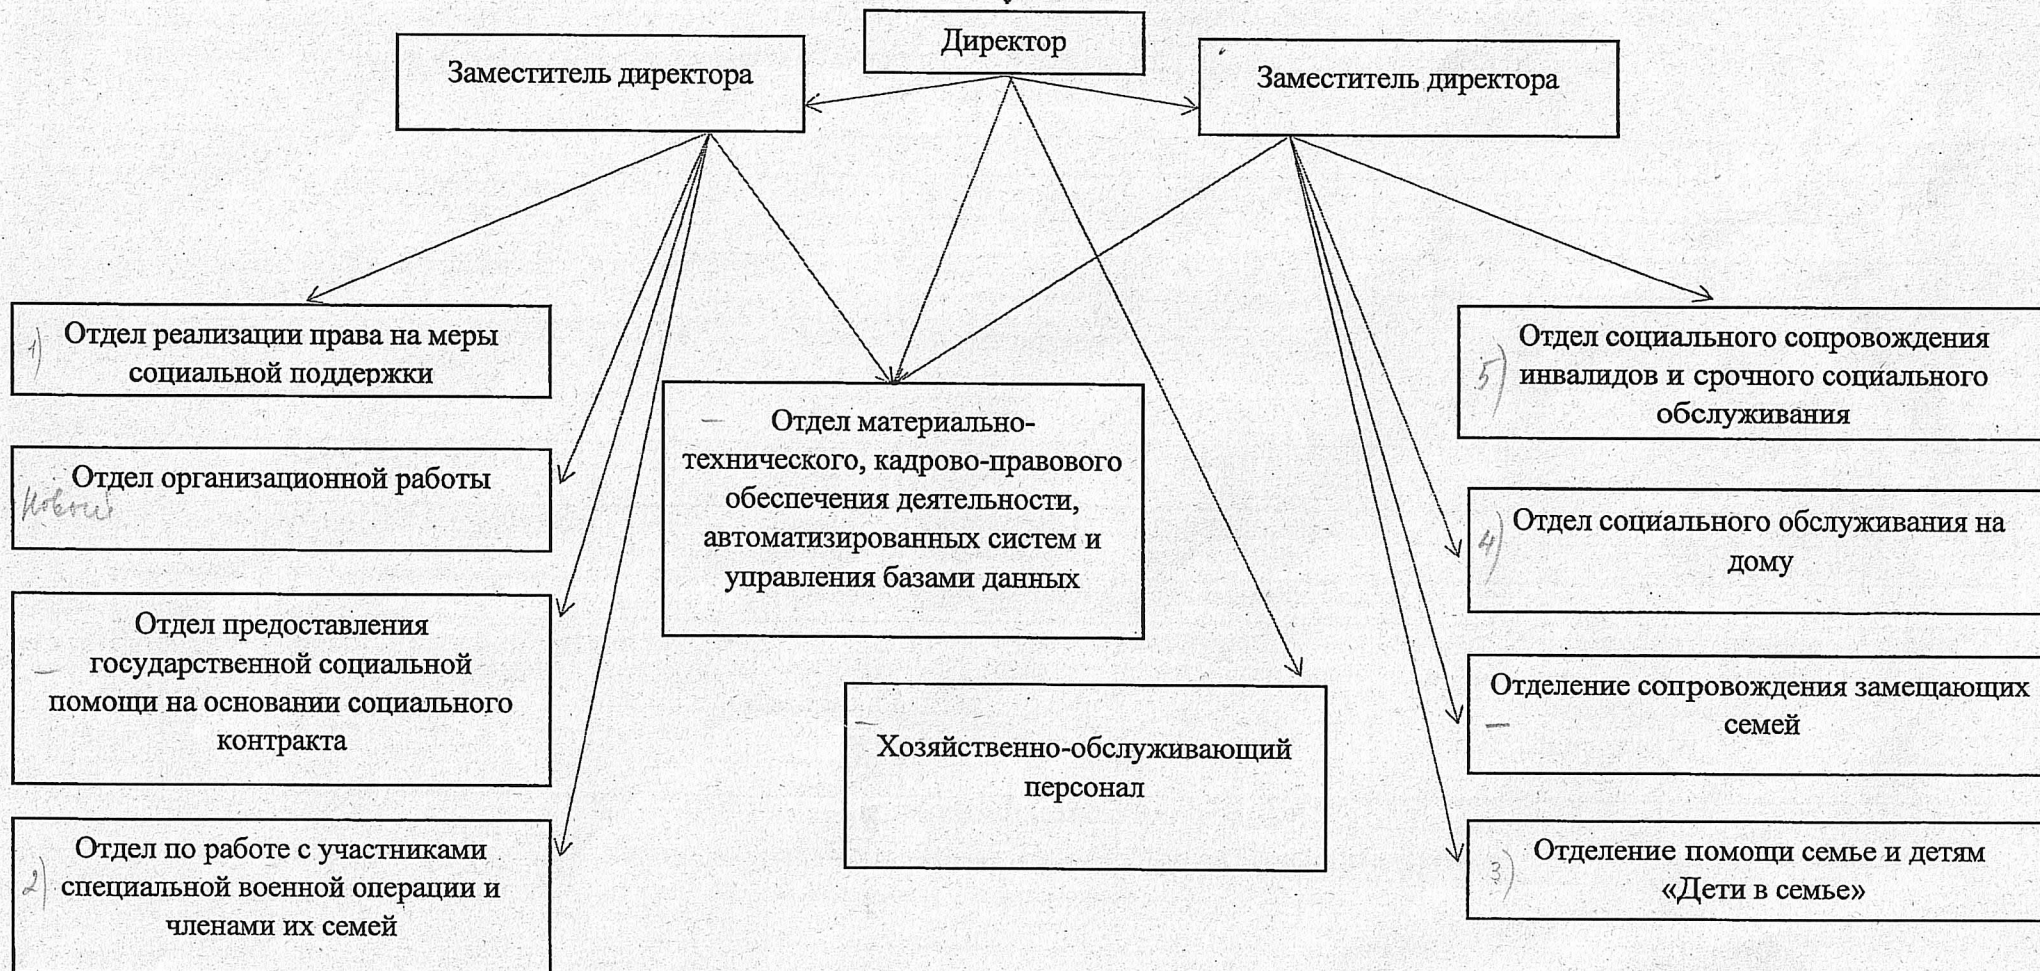 Директор
Заместитель директора
Заместитель директора
1) Отдел реализации права на меры
социальной поддержки
Отдел организационной работы
Новый
Отдел предоставления
— государственной социальной
помощи на основании социального
контракта
Отдел по работе с участниками
2) специальной военной операции и
членами их семей
— Отдел материально-
технического, кадрово-правового
обеспечения деятельности,
автоматизированных систем и
управления базами данных
—
Хозяйственно-обслуживающий
персонал
Отдел социального сопровождения
5) инвалидов и срочного социального
обслуживания
4) Отдел социального обслуживания на
дому
Отделение сопровождения замещающих
— семей
3) Отделение помощи семье и детям
«Дети в семье»